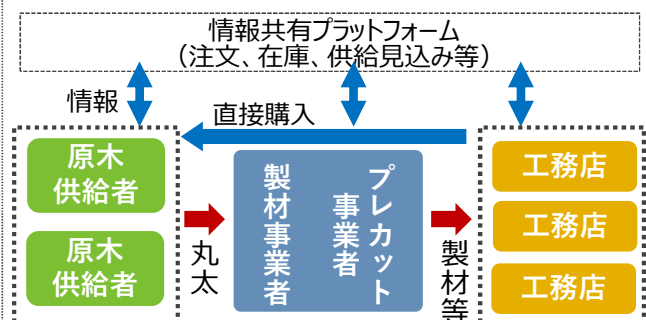 情報共有プラットフォーム
（注文、在庫、供給見込み等）
情報
直接購入
原木
供給者
原木
供給者
丸太
製材事業者
プレカット
事業者
製材等
工務店
工務店
工務店